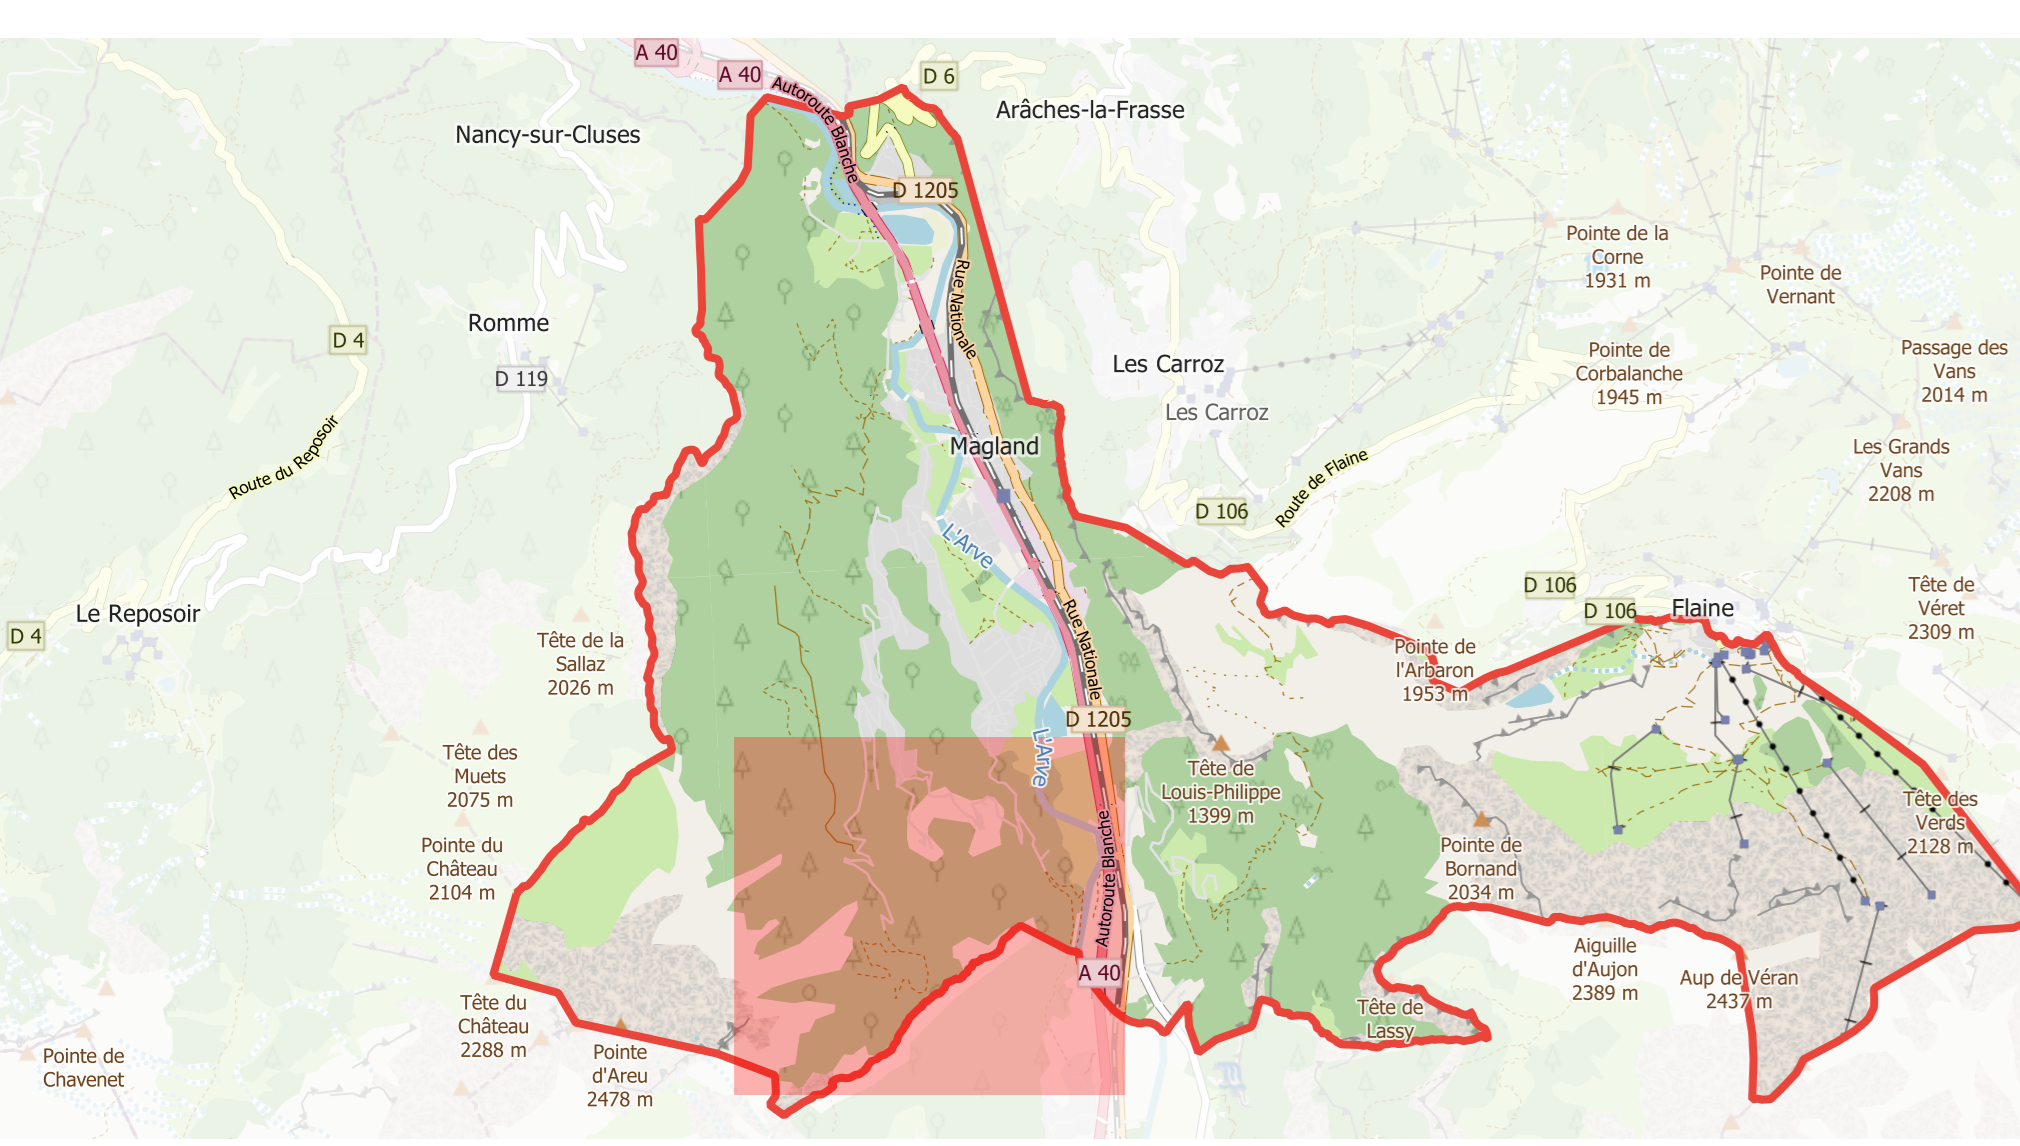 A 40
A 40
D 6
Autoroute Blanche
Arâches-la-Frasse
Nancy-sur-Cluses
D 1205
Pointe de la
Corne
1931 m
Pointe de
Vernant
Rue Nationale
Romme
D 4
D 119
Les Carroz
Les Carroz
Pointe de
Corbalanche
1945 m
Passage des
Vans
2014 m
Route du Reposoir
Magland
Les Grands
Vans
2208 m
Route de Flaine
D 106
L'Arve
D 106
D 106
Flaine
Tête de
Véret
2309 m
Le Reposoir
D 4
Tête de la
Sallaz
2026 m
Rue Nationale
Pointe de
l'Arbaron
1953 m
D 1205
L'Arve
Tête des
Muets
2075 m
Tête de
Louis-Philippe
1399 m
Tête des
Verds
2128 m
Pointe du
Château
2104 m
Autoroute Blanche
Pointe de
Bornand
2034 m
A 40
Aiguille
d'Aujon
2389 m
Aup de Véran
2437 m
Tête du
Château
2288 m
Tête de
Lassy
Pointe de
Chavenet
Pointe
d'Areu
2478 m